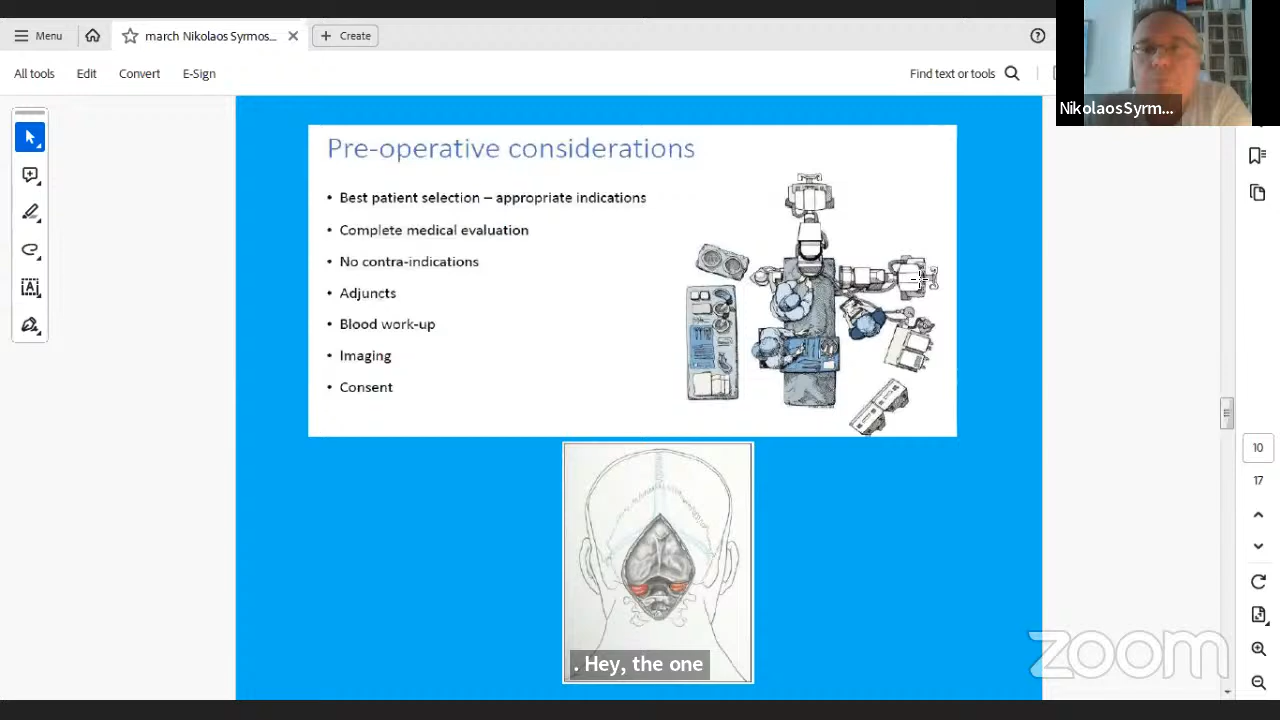 Menu
march Nikolaos Syrmos...
Create
All tools
Edit
Convert
E-Sign
Find text or tools
NikolaosSyrm...
Pre-operative considerations
• Best patient selection – appropriate indications
• Complete medical evaluation
• No contra-indications
• Adjuncts
• Blood work-up
• Imaging
• Consent
10
17
. Hey, the one
zoom